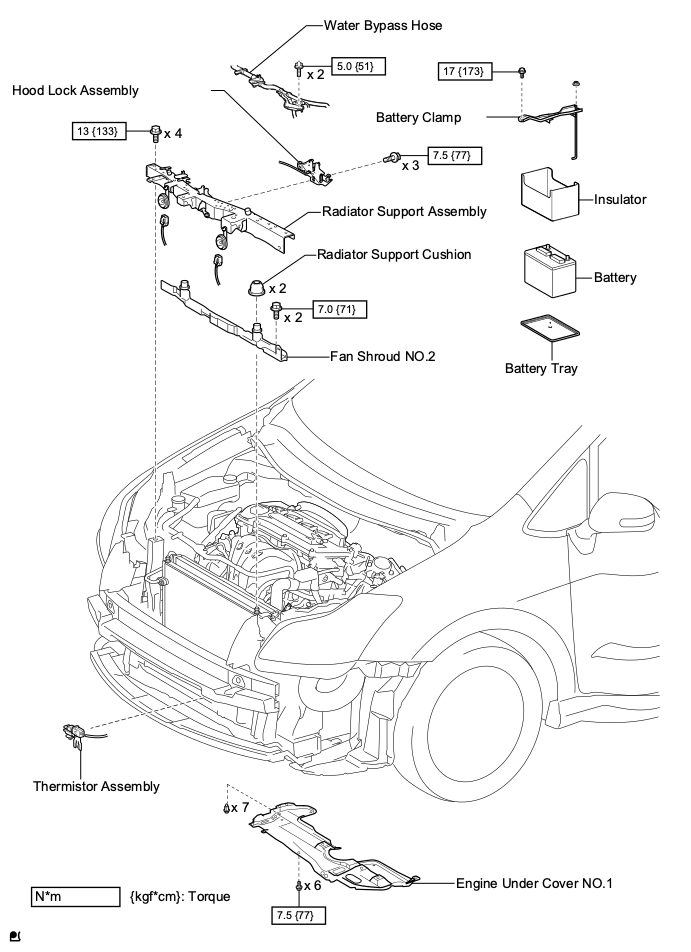 Water Bypass Hose
5.0 {51}
x 2
17 {173}
Hood Lock Assembly
Battery Clamp
13 {133}
x 4
7.5 {77}
x 3
Insulator
Radiator Support Assembly
Radiator Support Cushion
Battery
x 2
7.0 {71}
x 2
Fan Shroud NO.2
Battery Tray
Thermistor Assembly
x 7
x 6
Engine Under Cover NO.1
N*m
{kgf*cm}: Torque
7.5 {77}